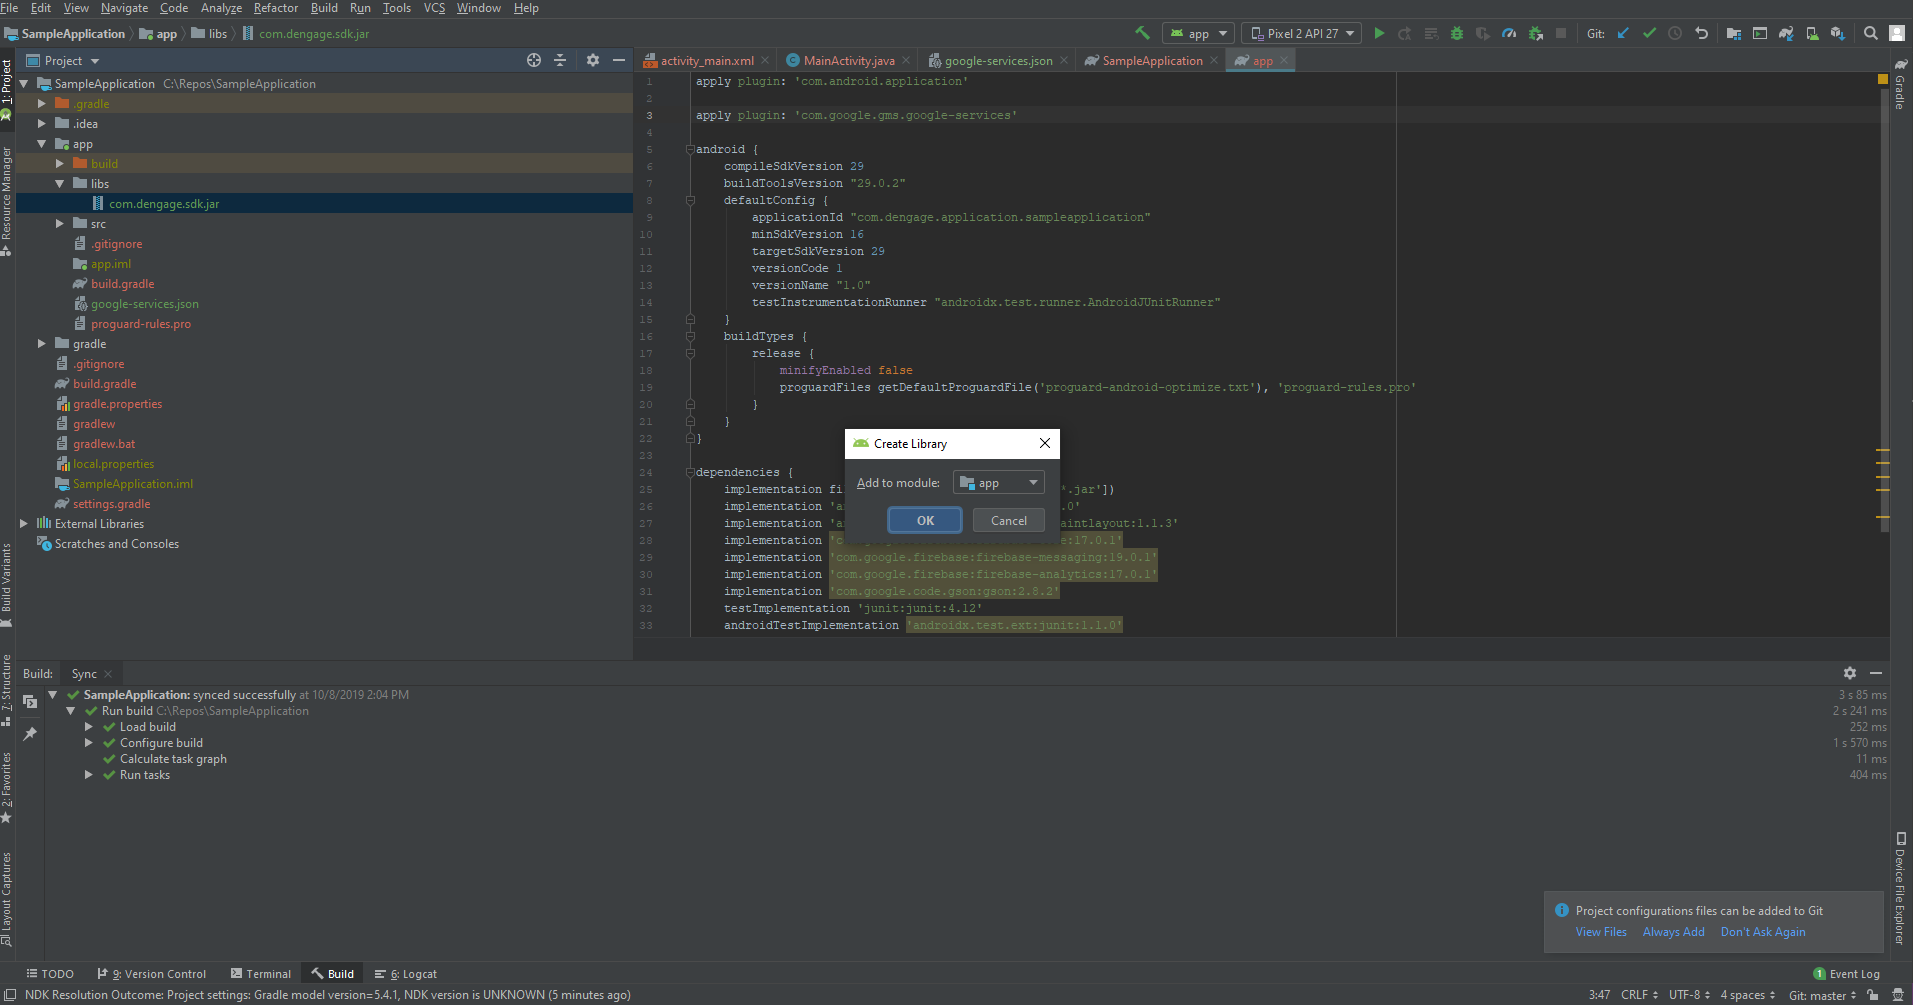 File Edit View Navigate Code Analyze Refactor Build Run Tools VCS Window Help
SampleApplication app libs com.dengage.sdk.jar
app Pixel 2 API 27 Git:
Project
activity_main.xml MainActivity.java google-services.json SampleApplication app
1: Project
Resource Manager
Build Variants
7: Structure
2: Favorites
Layout Captures
SampleApplication C:\Repos\SampleApplication
.gradle
.idea
app
build
libs
com.dengage.sdk.jar
src
.gitignore
app.iml
build.gradle
google-services.json
proguard-rules.pro
gradle
.gitignore
build.gradle
gradle.properties
gradlew
gradlew.bat
local.properties
SampleApplication.iml
settings.gradle
External Libraries
Scratches and Consoles
1 apply plugin: 'com.android.application'
2
3 apply plugin: 'com.google.gms.google-services'
4
5 android {
6 compileSdkVersion 29
7 buildToolsVersion "29.0.2"
8 defaultConfig {
9 applicationId "com.dengage.application.sampleapplication"
10 minSdkVersion 16
11 targetSdkVersion 29
12 versionCode 1
13 versionName "1.0"
14 testInstrumentationRunner "androidx.test.runner.AndroidJUnitRunner"
15 }
16 buildTypes {
17 release {
18 minifyEnabled false
19 proguardFiles getDefaultProguardFile('proguard-android-optimize.txt'), 'proguard-rules.pro'
20 }
21 }
22 }
23
24 dependencies {
25 implementation fi *.jar'])
26 implementation 'a .0'
27 implementation 'a aintlayout:1.1.3'
28 implementation 'c e:17.0.1'
29 implementation 'com.google.firebase:firebase-messaging:19.0.1'
30 implementation 'com.google.firebase:firebase-analytics:17.0.1'
31 implementation 'com.google.code.gson:gson:2.8.2'
32 testImplementation 'junit:junit:4.12'
33 androidTestImplementation 'androidx.test.ext:junit:1.1.0'
Create Library
Add to module: app
OK Cancel
Gradle
Device File Explorer
Build: Sync
SampleApplication: synced successfully at 10/8/2019 2:04 PM 3 s 85 ms
Run build C:\Repos\SampleApplication 2 s 241 ms
Load build 252 ms
Configure build 1 s 570 ms
Calculate task graph 11 ms
Run tasks 404 ms
Project configurations files can be added to Git
View Files Always Add Don't Ask Again
TODO 9: Version Control Terminal Build 6: Logcat 1 Event Log
NDK Resolution Outcome: Project settings: Gradle model version=5.4.1, NDK version is UNKNOWN (5 minutes ago) 3:47 CRLF UTF-8 4 spaces Git: master